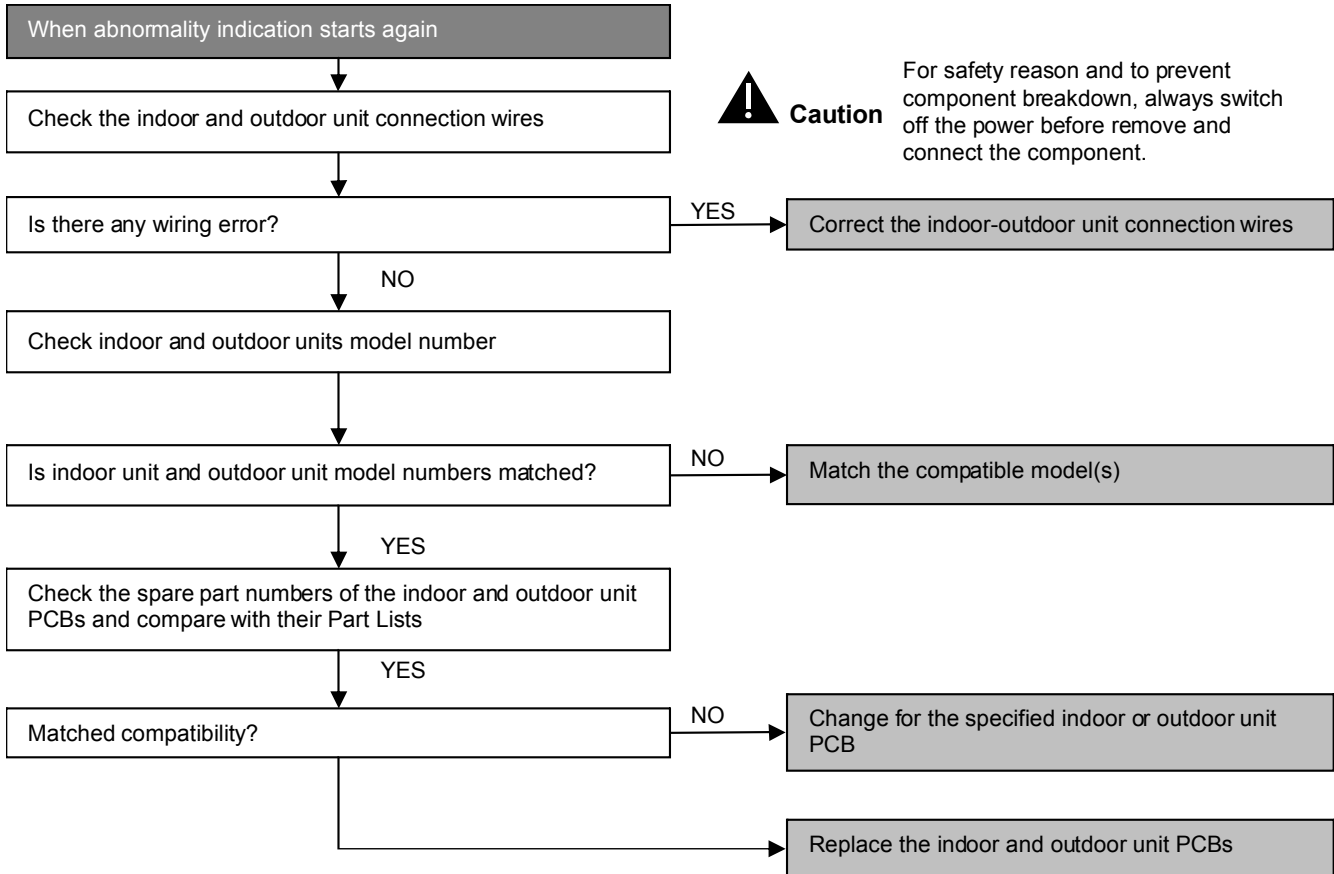 When abnormality indication starts again
Caution
For safety reason and to prevent
component breakdown, always switch
off the power before remove and
connect the component.
Check the indoor and outdoor unit connection wires
Is there any wiring error?
YES
Correct the indoor-outdoor unit connection wires
NO
Check indoor and outdoor units model number
Is indoor unit and outdoor unit model numbers matched?
NO
Match the compatible model(s)
YES
Check the spare part numbers of the indoor and outdoor unit
PCBs and compare with their Part Lists
YES
Matched compatibility?
NO
Change for the specified indoor or outdoor unit
PCB
Replace the indoor and outdoor unit PCBs